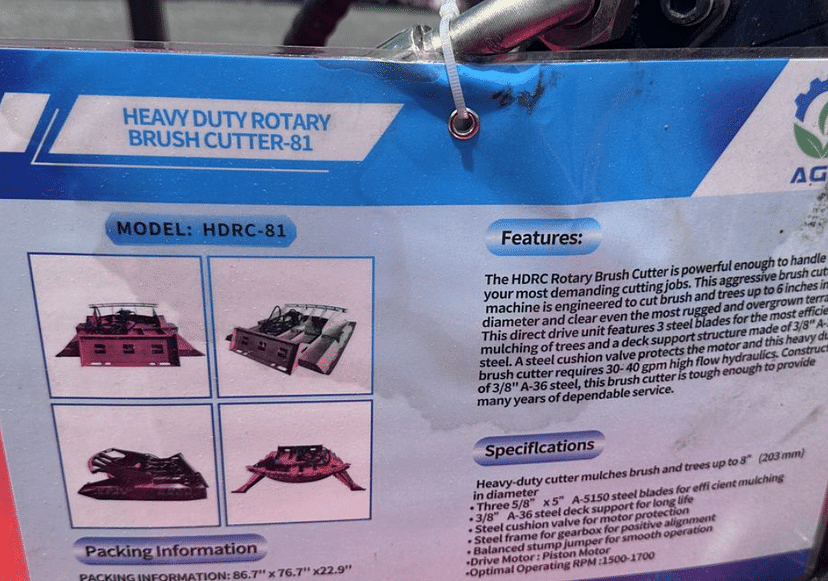 HEAVY DUTY ROTARY
BRUSH CUTTER-81
AG
MODEL: HDRC-81
Features:
The HDRC Rotary Brush Cutter is powerful enough to handle
your most demanding cutting jobs. This aggressive brush cut
machine is engineered to cut brush and trees up to 6 inches in
diameter and clear even the most rugged and overgrown terra
This direct drive unit features 3 steel blades for the most efficie
mulching of trees and a deck support structure made of 3/8" A-
steel. A steel cushion valve protects the motor and this heavy du
brush cutter requires 30- 40 gpm high flow hydraulics. Construct
of 3/8" A-36 steel, this brush cutter is tough enough to provide
many years of dependable service.
Speciflcations
Heavy-duty cutter mulches brush and trees up to 8" (203 mm)
in diameter
• Three 5/8" x 5" A-5150 steel blades for effi cient mulching
• 3/8" A-36 steel deck support for long life
• Steel cushion valve for motor protection
• Steel frame for gearbox for positive alignment
• Balanced stump jumper for smooth operation
•Drive Motor : Piston Motor
•Optimal Operating RPM :1500-1700
Packing Information
PACKING INFORMATION: 86.7" x 76.7" x22.9"